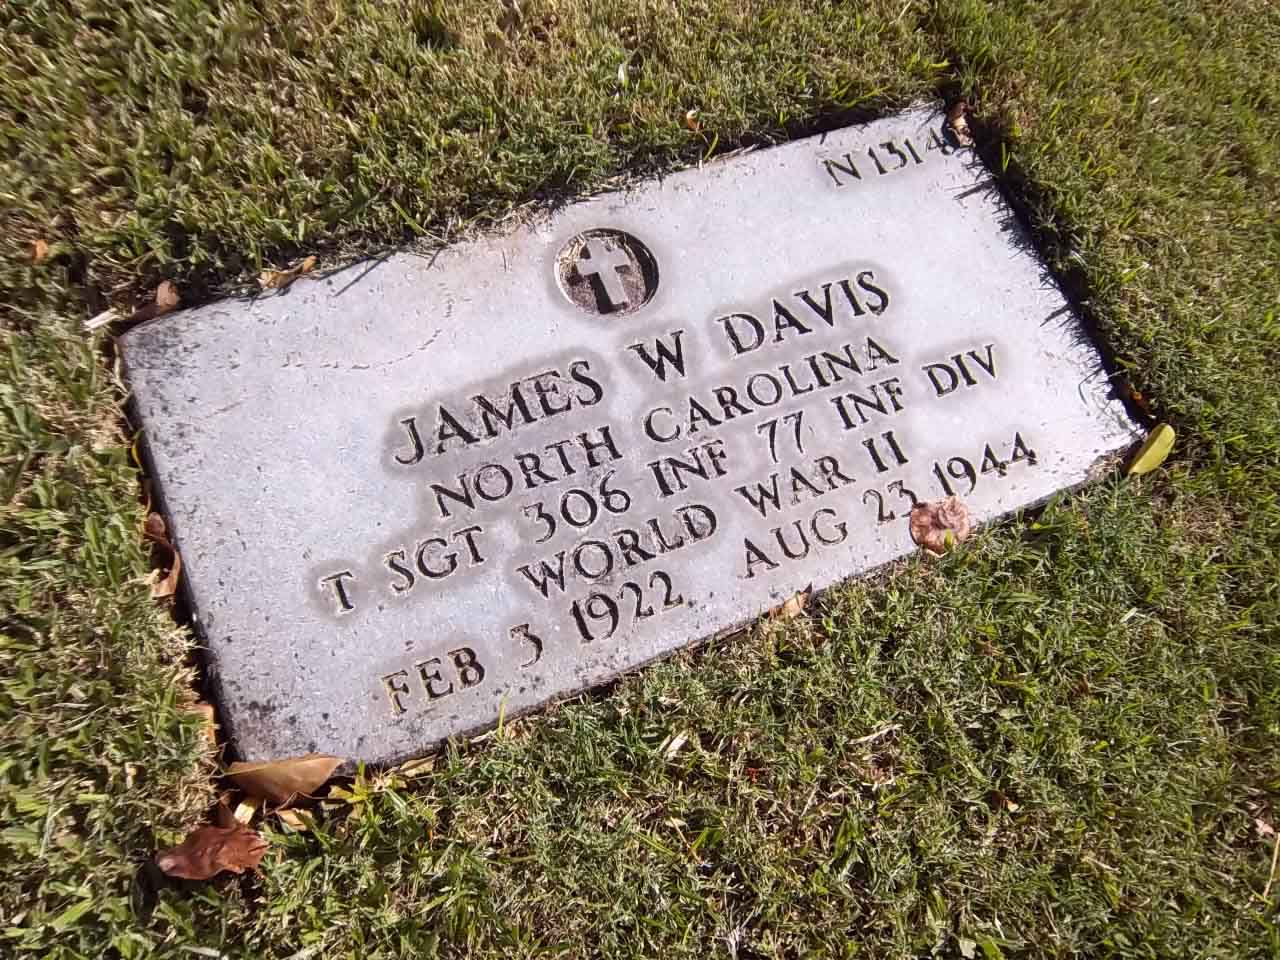 N 1314
JAMES W DAVIS
NORTH CAROLINA
T SGT 306 INF 77 INF DIV
WORLD WAR II
FEB 3 1922 AUG 23 1944